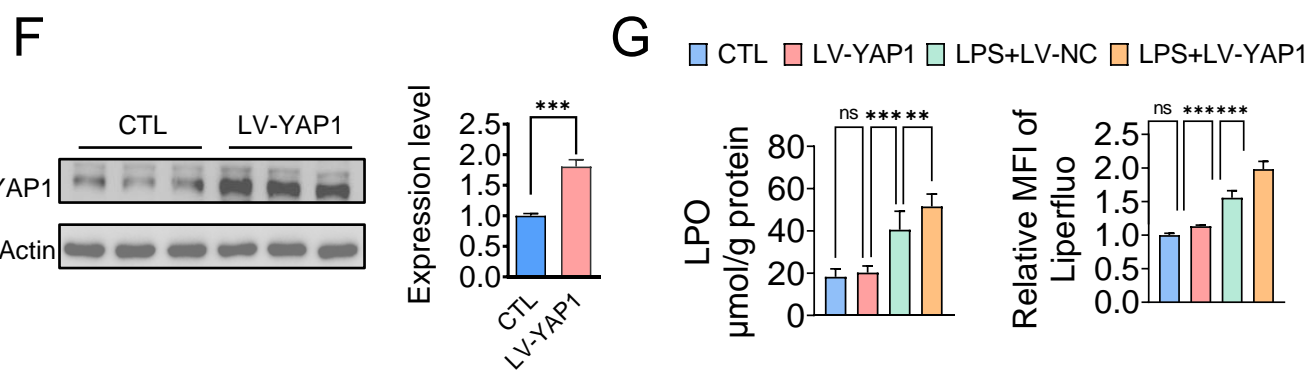 F
CTL LV-YAP1
YAP1
Actin
Expression level
2.5
2.0
1.5
1.0
0.5
0.0
***
CTL
LV-YAP1
G
CTL LV-YAP1 LPS+LV-NC LPS+LV-YAP1
LPO
μmol/g protein
80
60
40
20
0
ns *** **
Relative MFI of
Liperfluo
2.5
2.0
1.5
1.0
0.5
0.0
ns *** ***